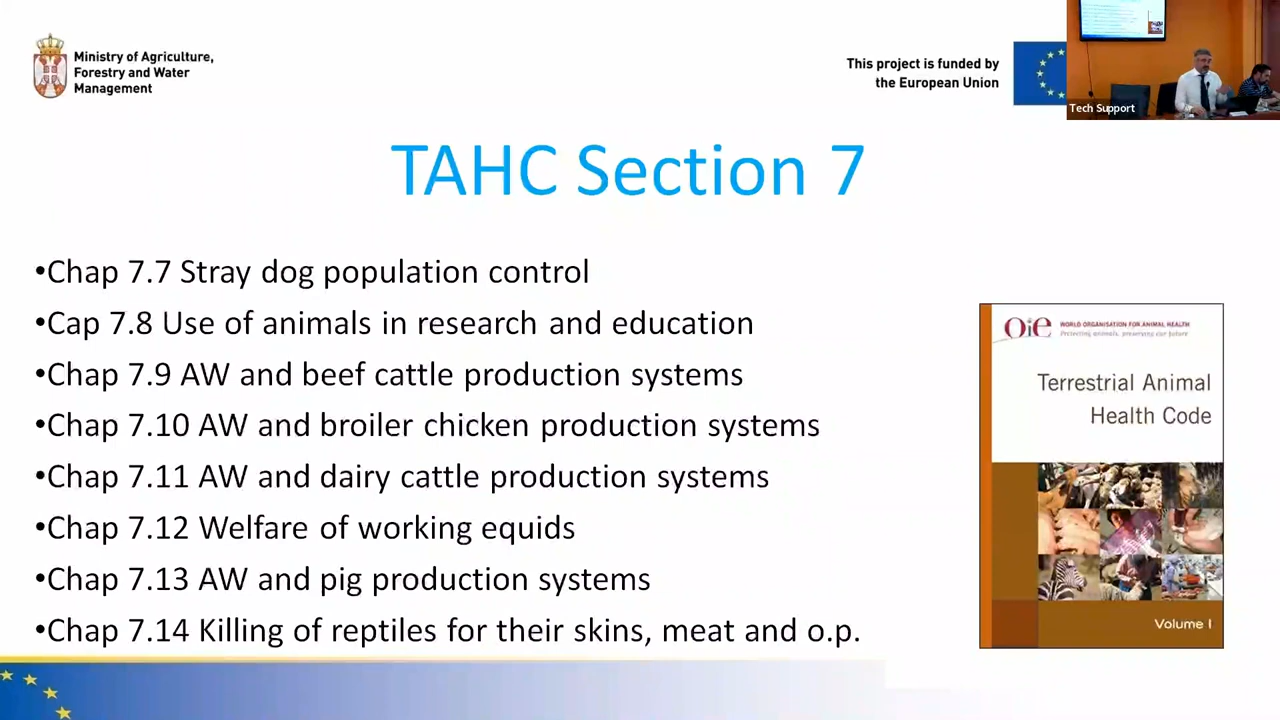 Ministry of Agriculture,
Forestry and Water
Management
This project is funded by
the European Union
Tech Support
TAHC Section 7
•Chap 7.7 Stray dog population control
•Cap 7.8 Use of animals in research and education
•Chap 7.9 AW and beef cattle production systems
•Chap 7.10 AW and broiler chicken production systems
•Chap 7.11 AW and dairy cattle production systems
•Chap 7.12 Welfare of working equids
•Chap 7.13 AW and pig production systems
•Chap 7.14 Killing of reptiles for their skins, meat and o.p.
Oie WORLD ORGANISATION FOR ANIMAL HEALTH
Protecting animals, preserving our future
Terrestrial Animal
Health Code
Volume I